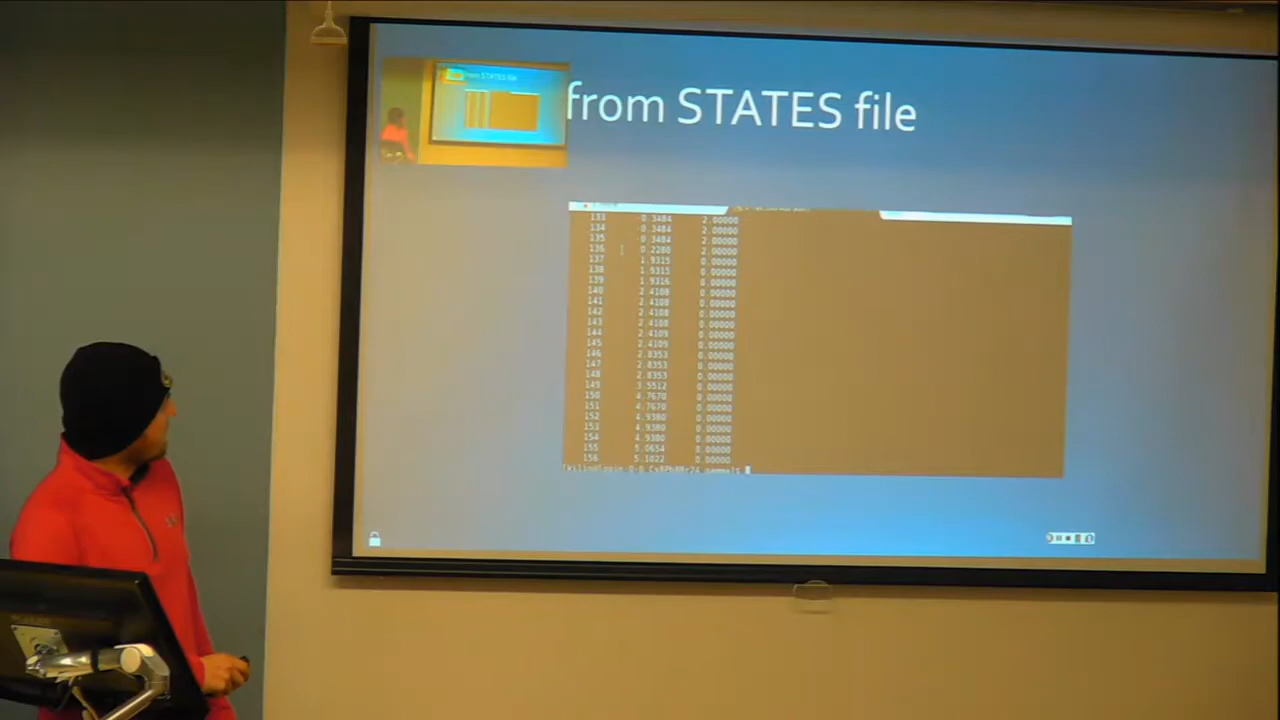 from STATES file
133 -0.3484 2.00000
134 -0.3484 2.00000
135 -0.3484 2.00000
136 0.2280 2.00000
137 1.9315 0.00000
138 1.9315 0.00000
139 1.9316 0.00000
140 2.4108 0.00000
141 2.4108 0.00000
142 2.4108 0.00000
143 2.4108 0.00000
144 2.4109 0.00000
145 2.4109 0.00000
146 2.8353 0.00000
147 2.8353 0.00000
148 2.8353 0.00000
149 3.5512 0.00000
150 4.7670 0.00000
151 4.7670 0.00000
152 4.9380 0.00000
153 4.9380 0.00000
154 4.9380 0.00000
155 5.0654 0.00000
156 5.1022 0.00000